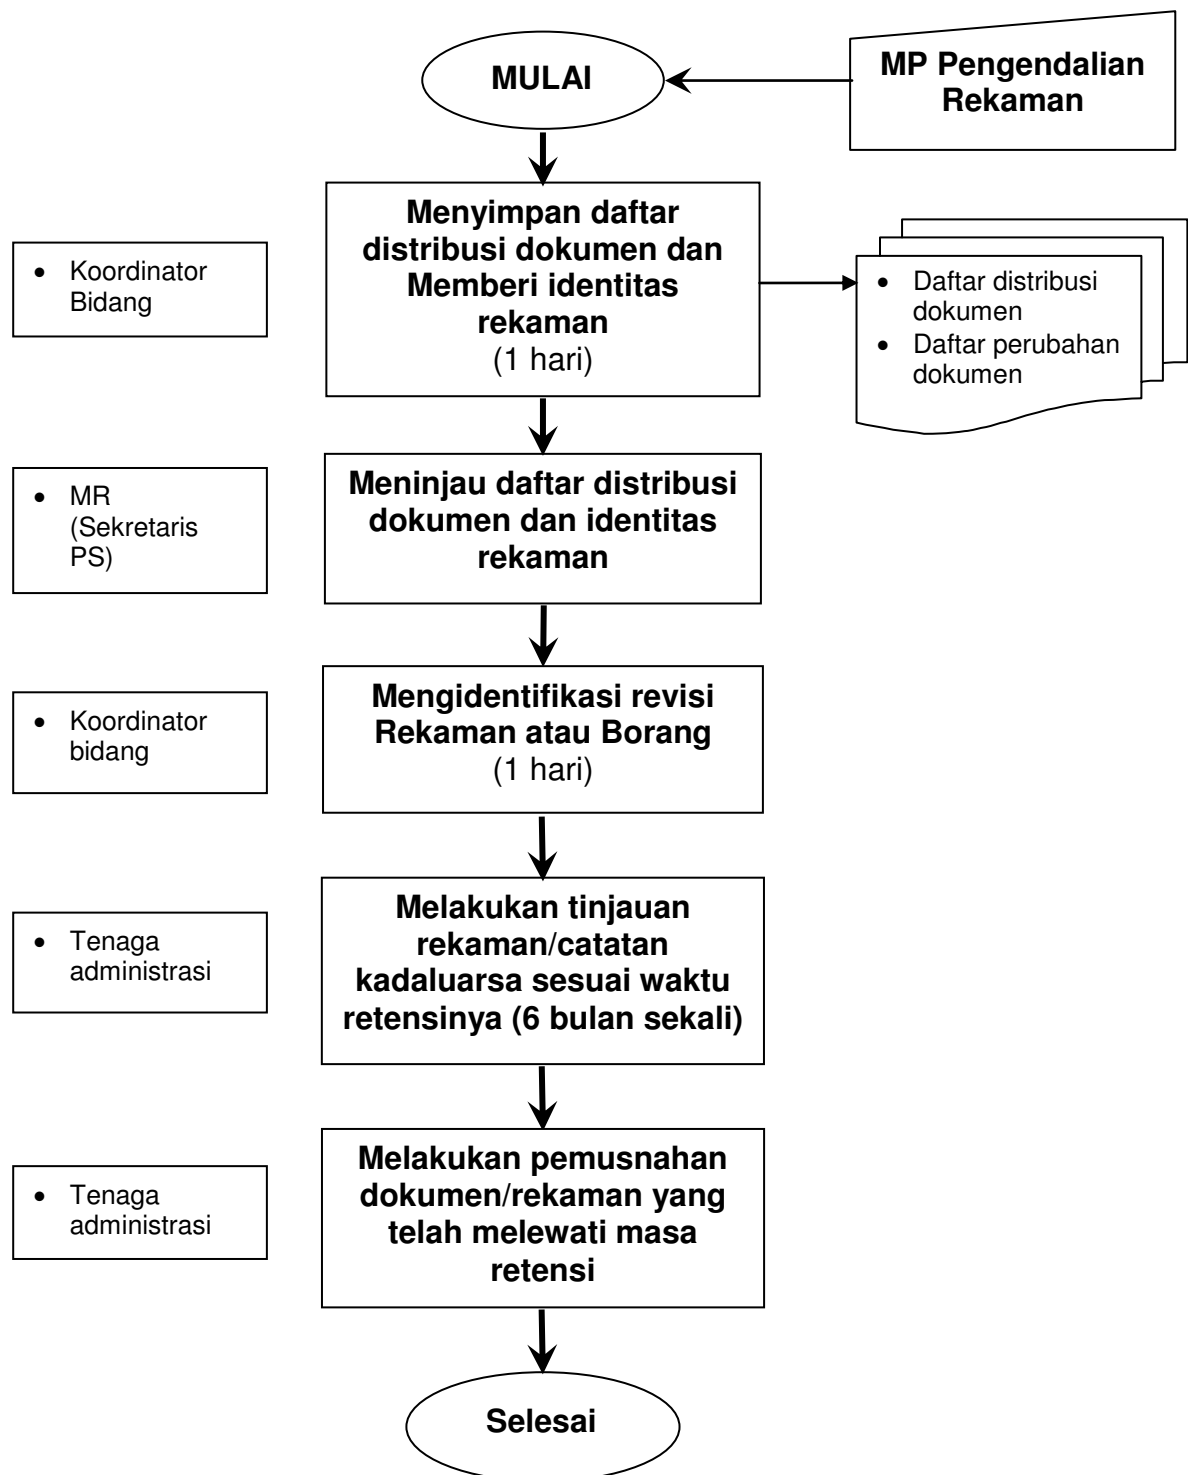 MULAI
MP Pengendalian
Rekaman
• Koordinator
Bidang
Menyimpan daftar
distribusi dokumen dan
Memberi identitas
rekaman
(1 hari)
• Daftar distribusi
dokumen
• Daftar perubahan
dokumen
• MR
(Sekretaris
PS)
Meninjau daftar distribusi
dokumen dan identitas
rekaman
• Koordinator
bidang
Mengidentifikasi revisi
Rekaman atau Borang
(1 hari)
• Tenaga
administrasi
Melakukan tinjauan
rekaman/catatan
kadaluarsa sesuai waktu
retensinya (6 bulan sekali)
• Tenaga
administrasi
Melakukan pemusnahan
dokumen/rekaman yang
telah melewati masa
retensi
Selesai